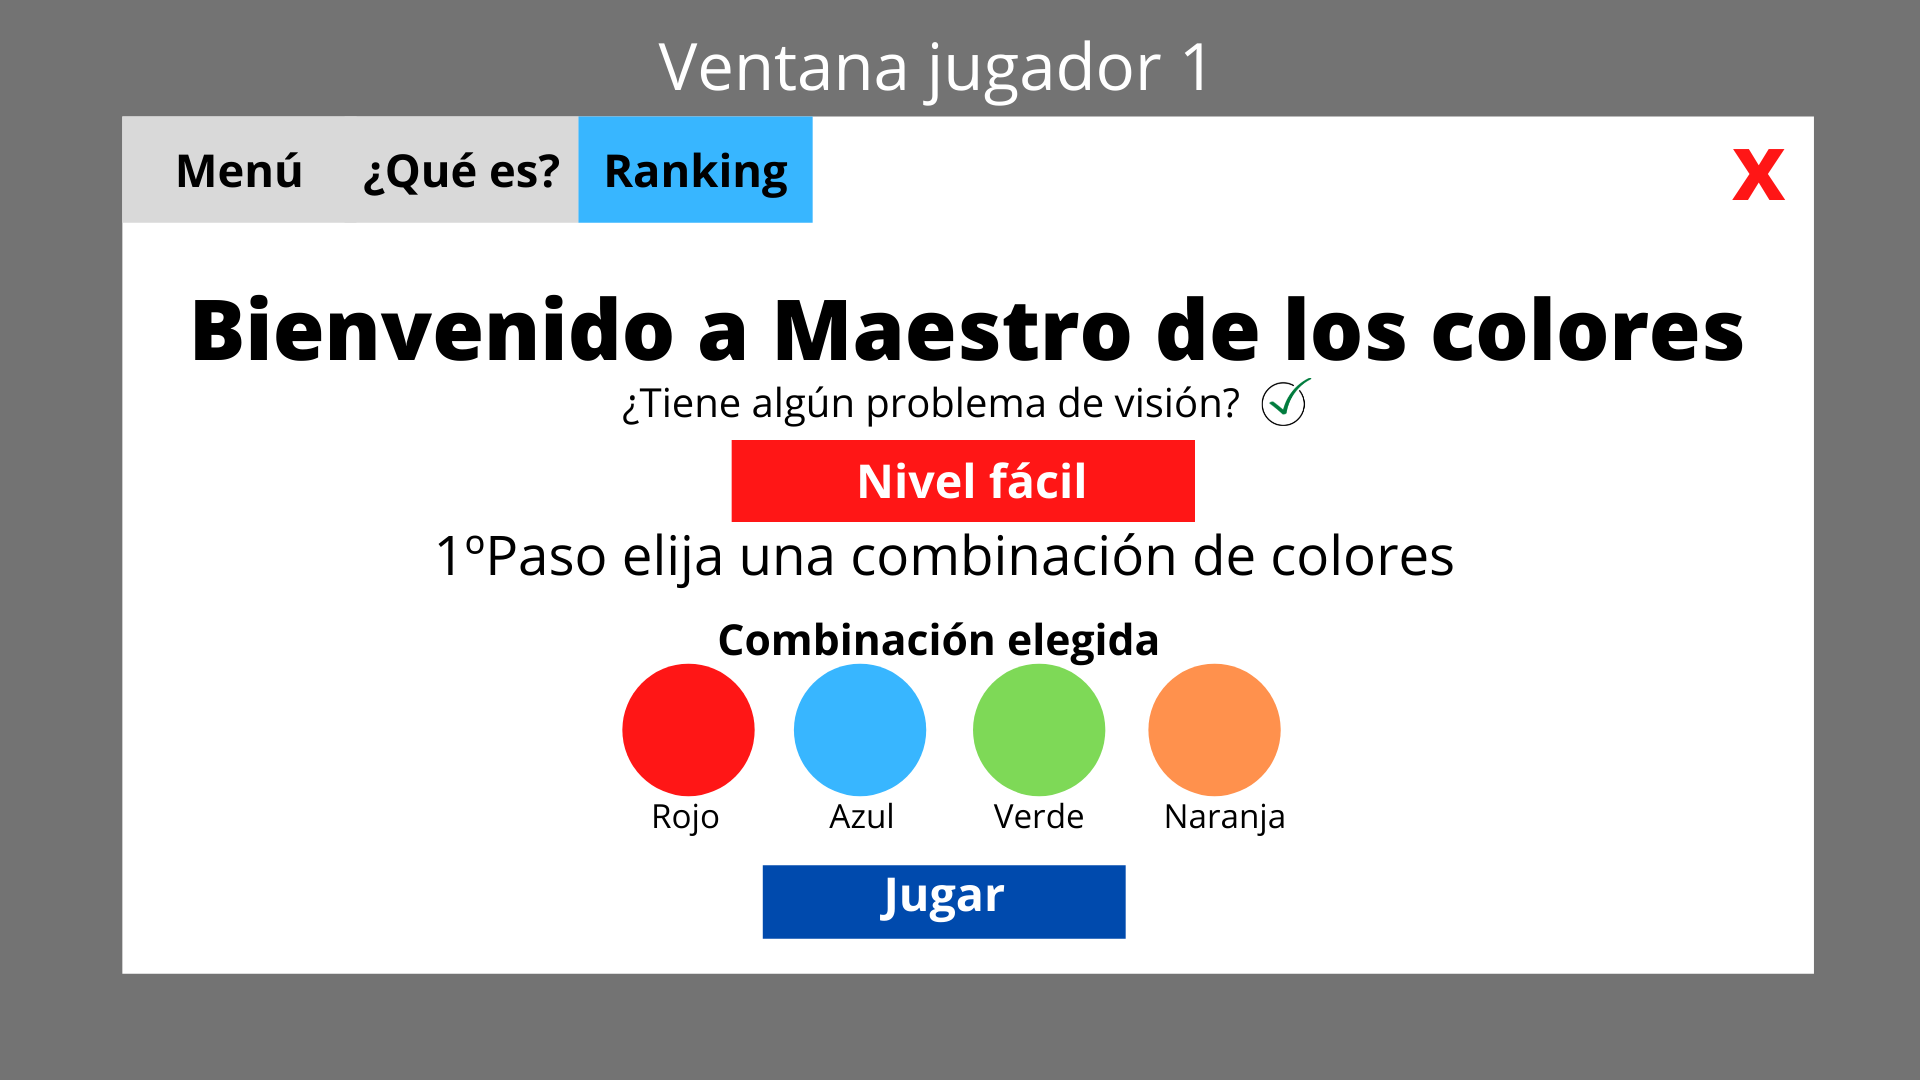 Ventana jugador 1
Menú ¿Qué es? Ranking X
Bienvenido a Maestro de los colores
¿Tiene algún problema de visión?
Nivel fácil
1ºPaso elija una combinación de colores
Combinación elegida
Rojo Azul Verde Naranja
Jugar